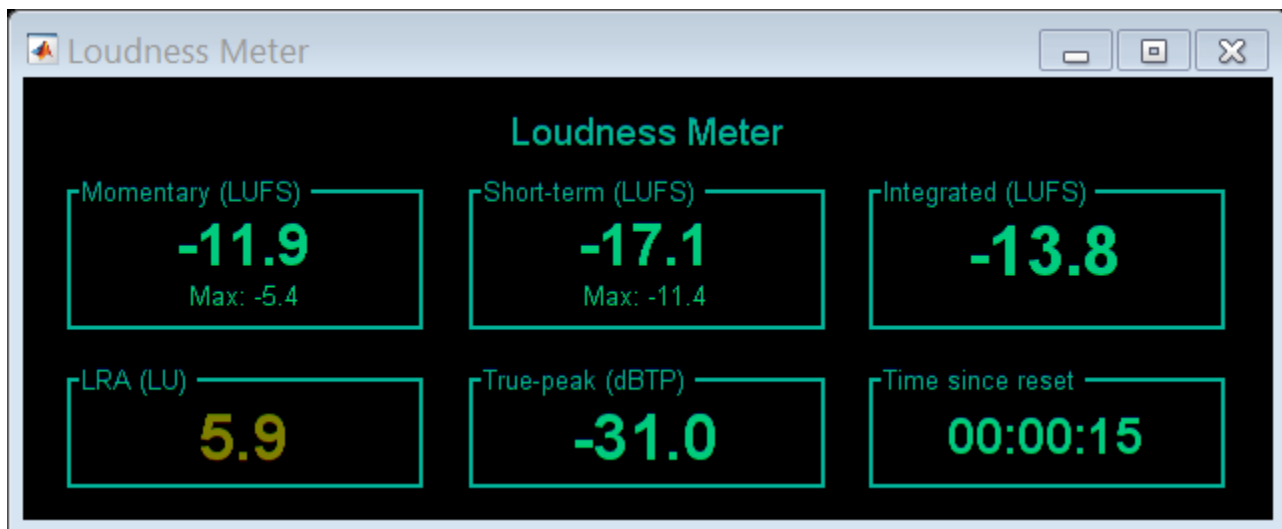 Loudness Meter
Loudness Meter
Momentary (LUFS)
-11.9
Max: -5.4
Short-term (LUFS)
-17.1
Max: -11.4
Integrated (LUFS)
-13.8
LRA (LU)
5.9
True-peak (dBTP)
-31.0
Time since reset
00:00:15